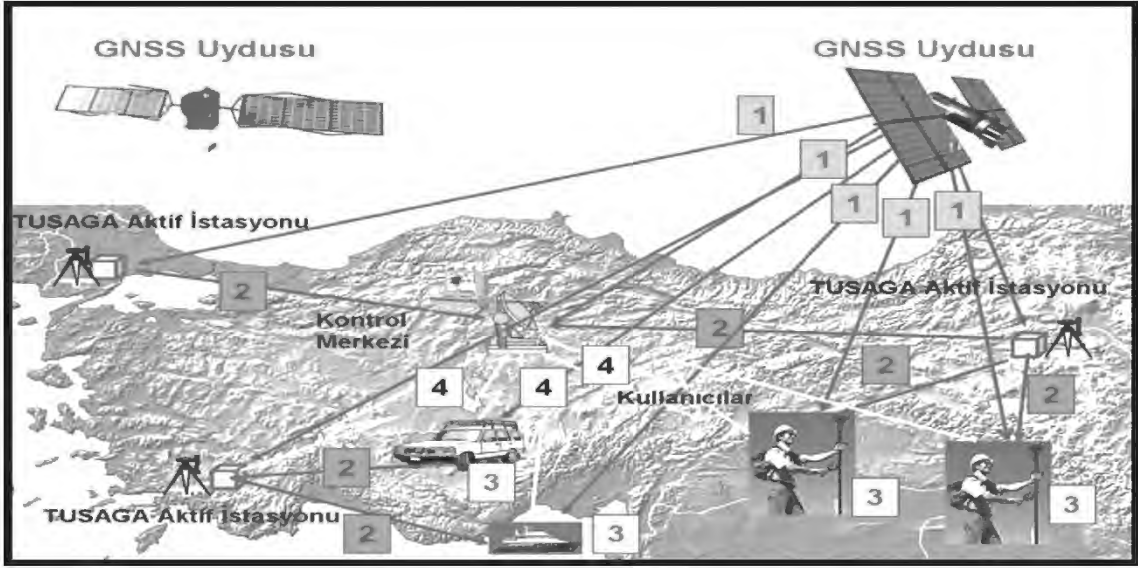 GNSS Uydusu
GNSS Uydusu
1
1
1
1
1
TUSAGA Aktif İstasyonu
2
TUSAGA Aktif İstasyonu
Kontrol
Merkezi
2
2
4
4
4
Kullanıcılar
2
2
3
3
3
TUSAGA Aktif İstasyonu
2
3